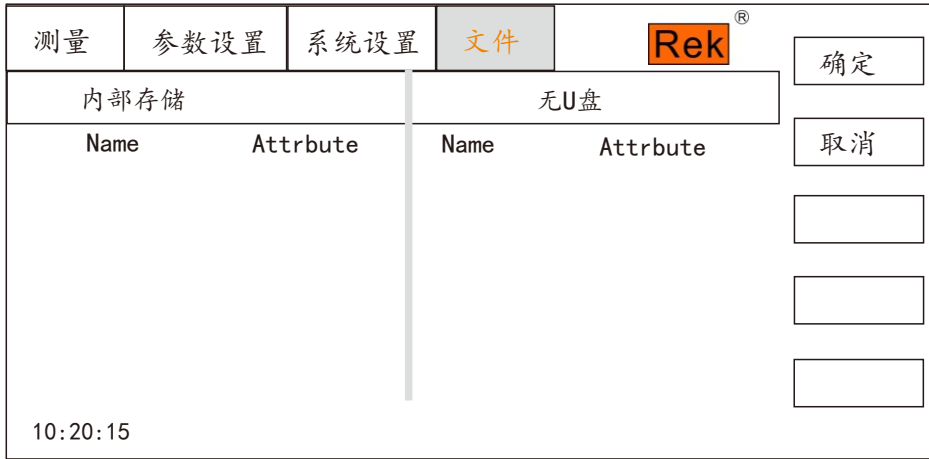 测量 参数设置 系统设置 文件 Rek®
确定
内部存储 无U盘
Name Attrbute Name Attrbute
取消
10:20:15